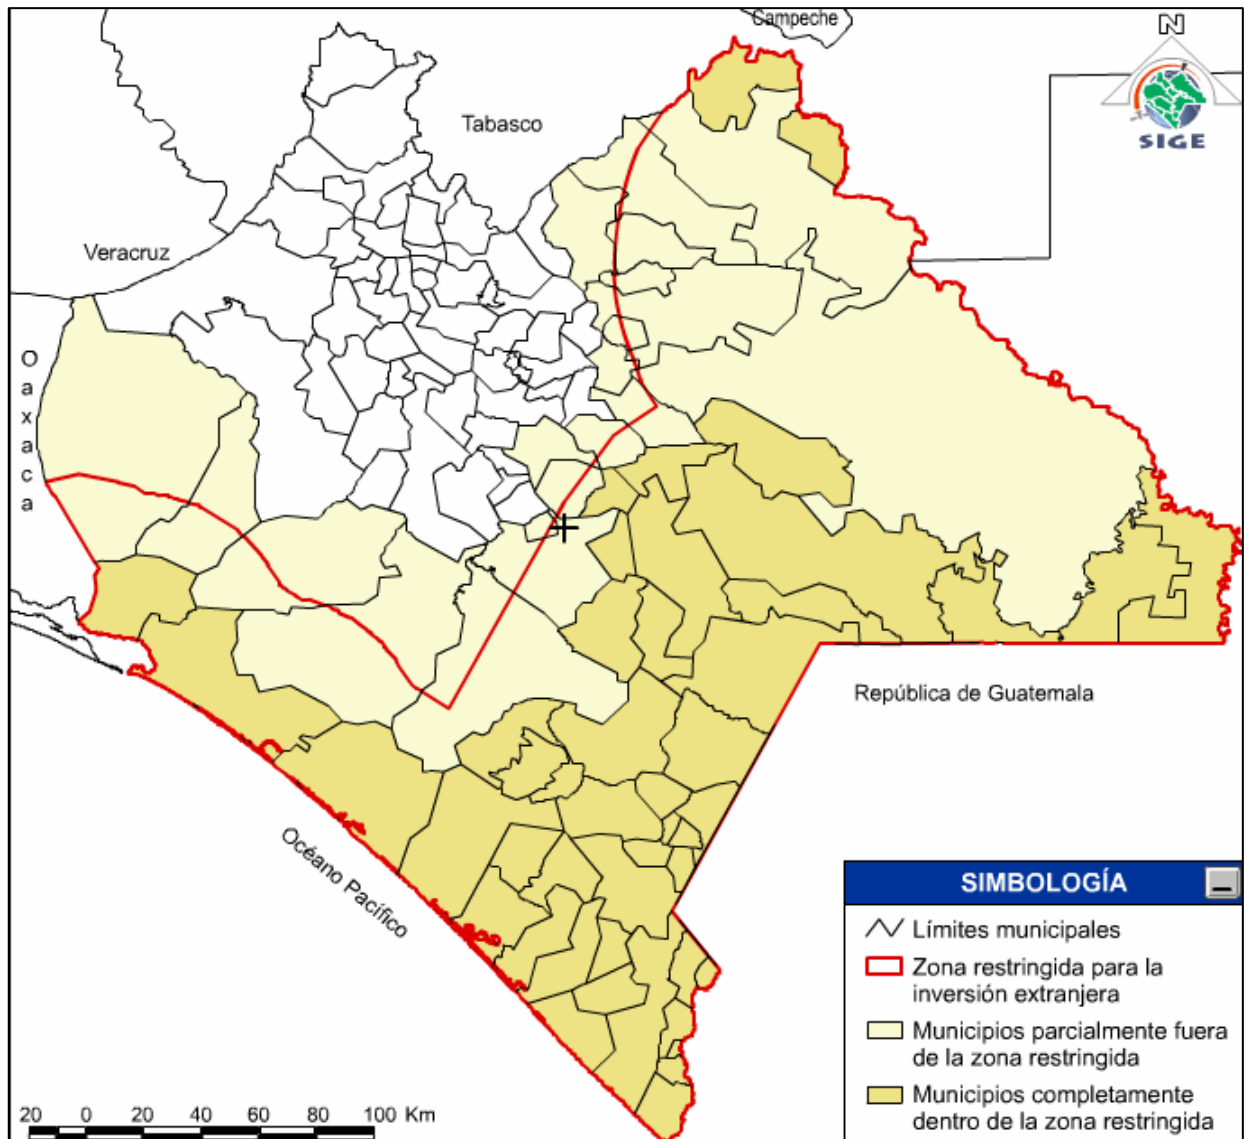 Campeche
N
SIGE
Tabasco
Veracruz
Oaxaca
República de Guatemala
Océano Pacífico
SIMBOLOGÍA
Límites municipales
Zona restringida para la
inversión extranjera
Municipios parcialmente fuera
de la zona restringida
Municipios completamente
dentro de la zona restringida
20 0 20 40 60 80 100 Km